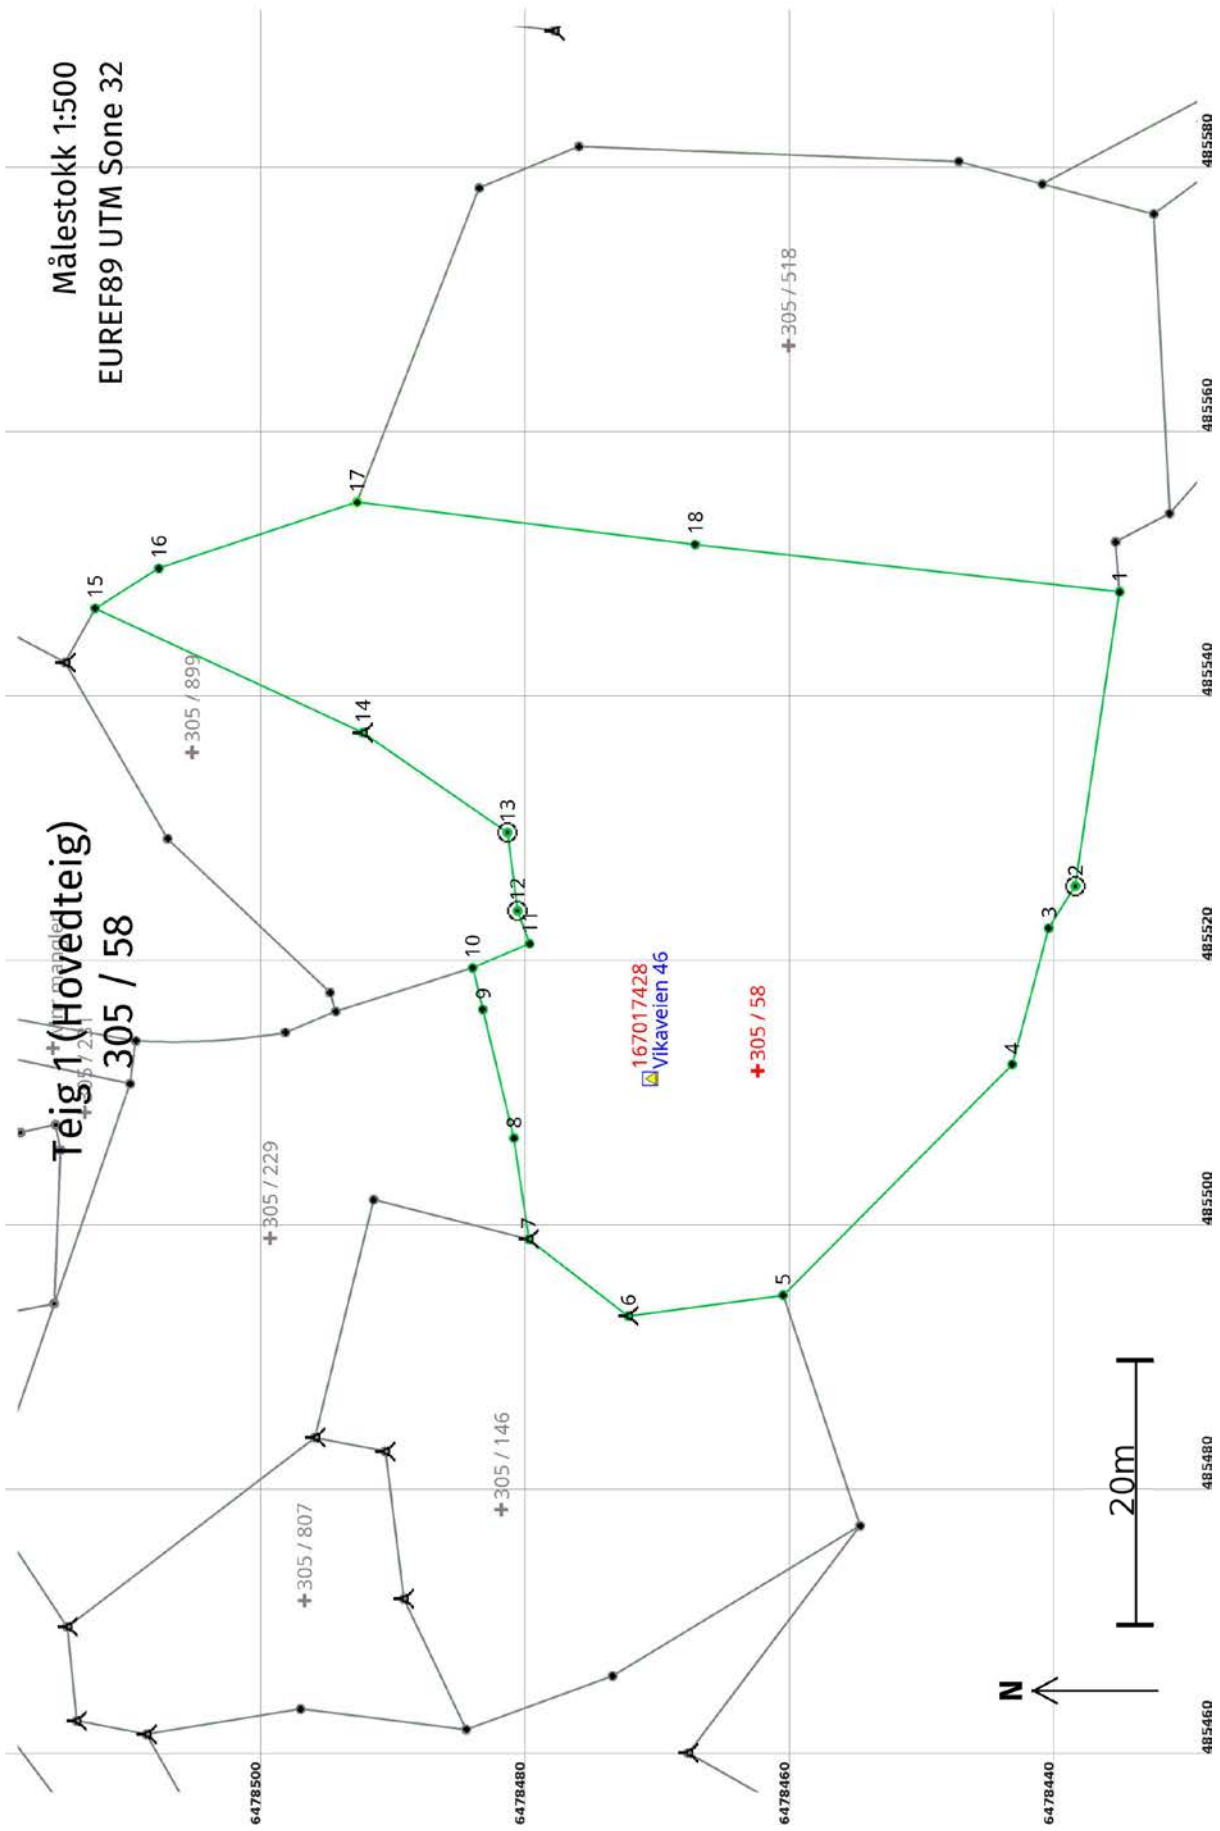 Målestokk 1:500
EUREF89 UTM Sone 32
Teig 1 (Hovedteig)
305 / 58
+305 / 899
+305 / 229
+305 / 518
+305 / 807
+305 / 146
167017428
Vikaveien 46
+305 / 58
15
16
17
18
14
13
12
11
10
9
8
7
6
5
4
3
2
1
20m
N
6478500
6478480
6478460
6478440
485460
485480
485500
485520
485540
485560
485580